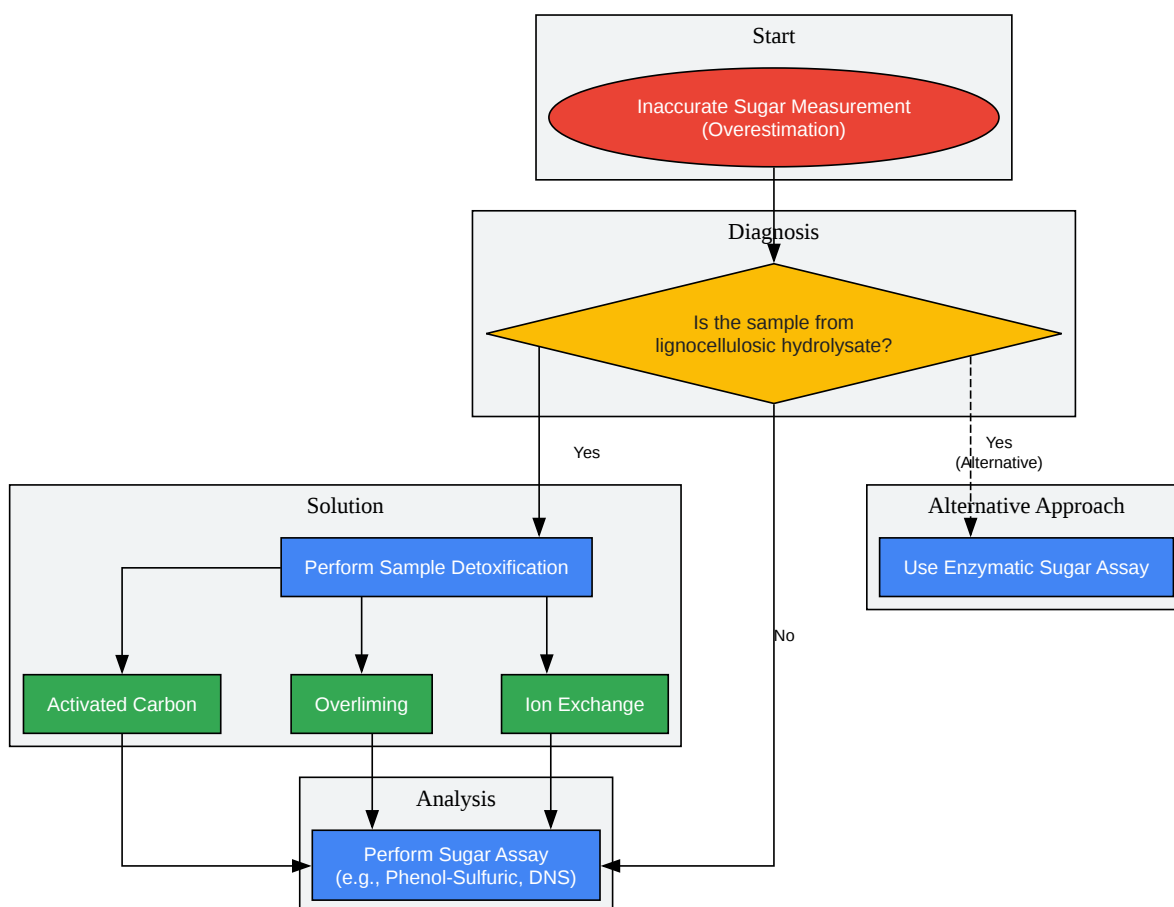 Start
Inaccurate Sugar Measurement
(Overestimation)
Diagnosis
Is the sample from
lignocellulosic hydrolysate?
Yes
Yes
(Alternative)
Solution
Alternative Approach
Perform Sample Detoxification
Use Enzymatic Sugar Assay
No
Activated Carbon
Overliming
Ion Exchange
Analysis
Perform Sugar Assay
(e.g., Phenol-Sulfuric, DNS)